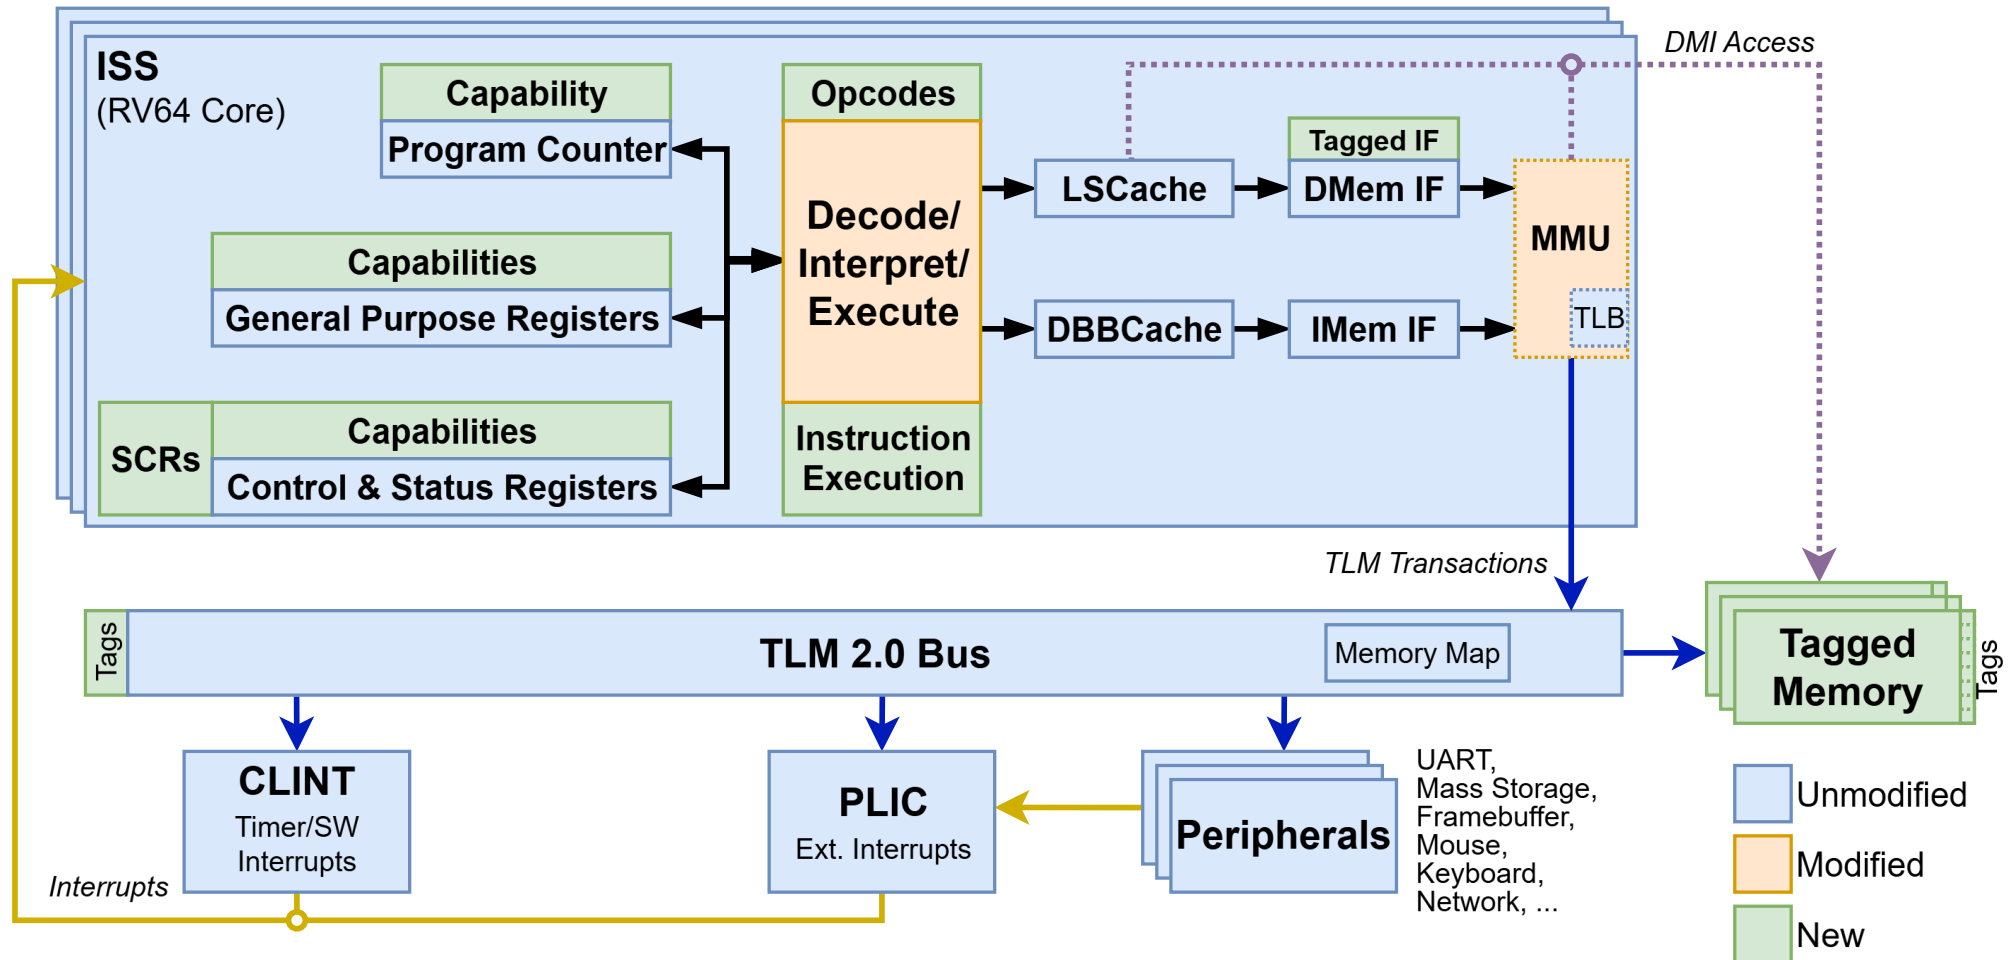 DMI Access
ISS
(RV64 Core)
Capability
Program Counter
Capabilities
General Purpose Registers
SCRs
Capabilities
Control & Status Registers
Opcodes
Decode/
Interpret/
Execute
Instruction
Execution
LSCache
Tagged IF
DMem IF
DBBCache
IMem IF
MMU
TLB
TLM Transactions
Tags
TLM 2.0 Bus
Memory Map
Tagged
Memory
Tags
CLINT
Timer/SW
Interrupts
PLIC
Ext. Interrupts
Peripherals
UART,
Mass Storage,
Framebuffer,
Mouse,
Keyboard,
Network, ...
Interrupts
Unmodified
Modified
New